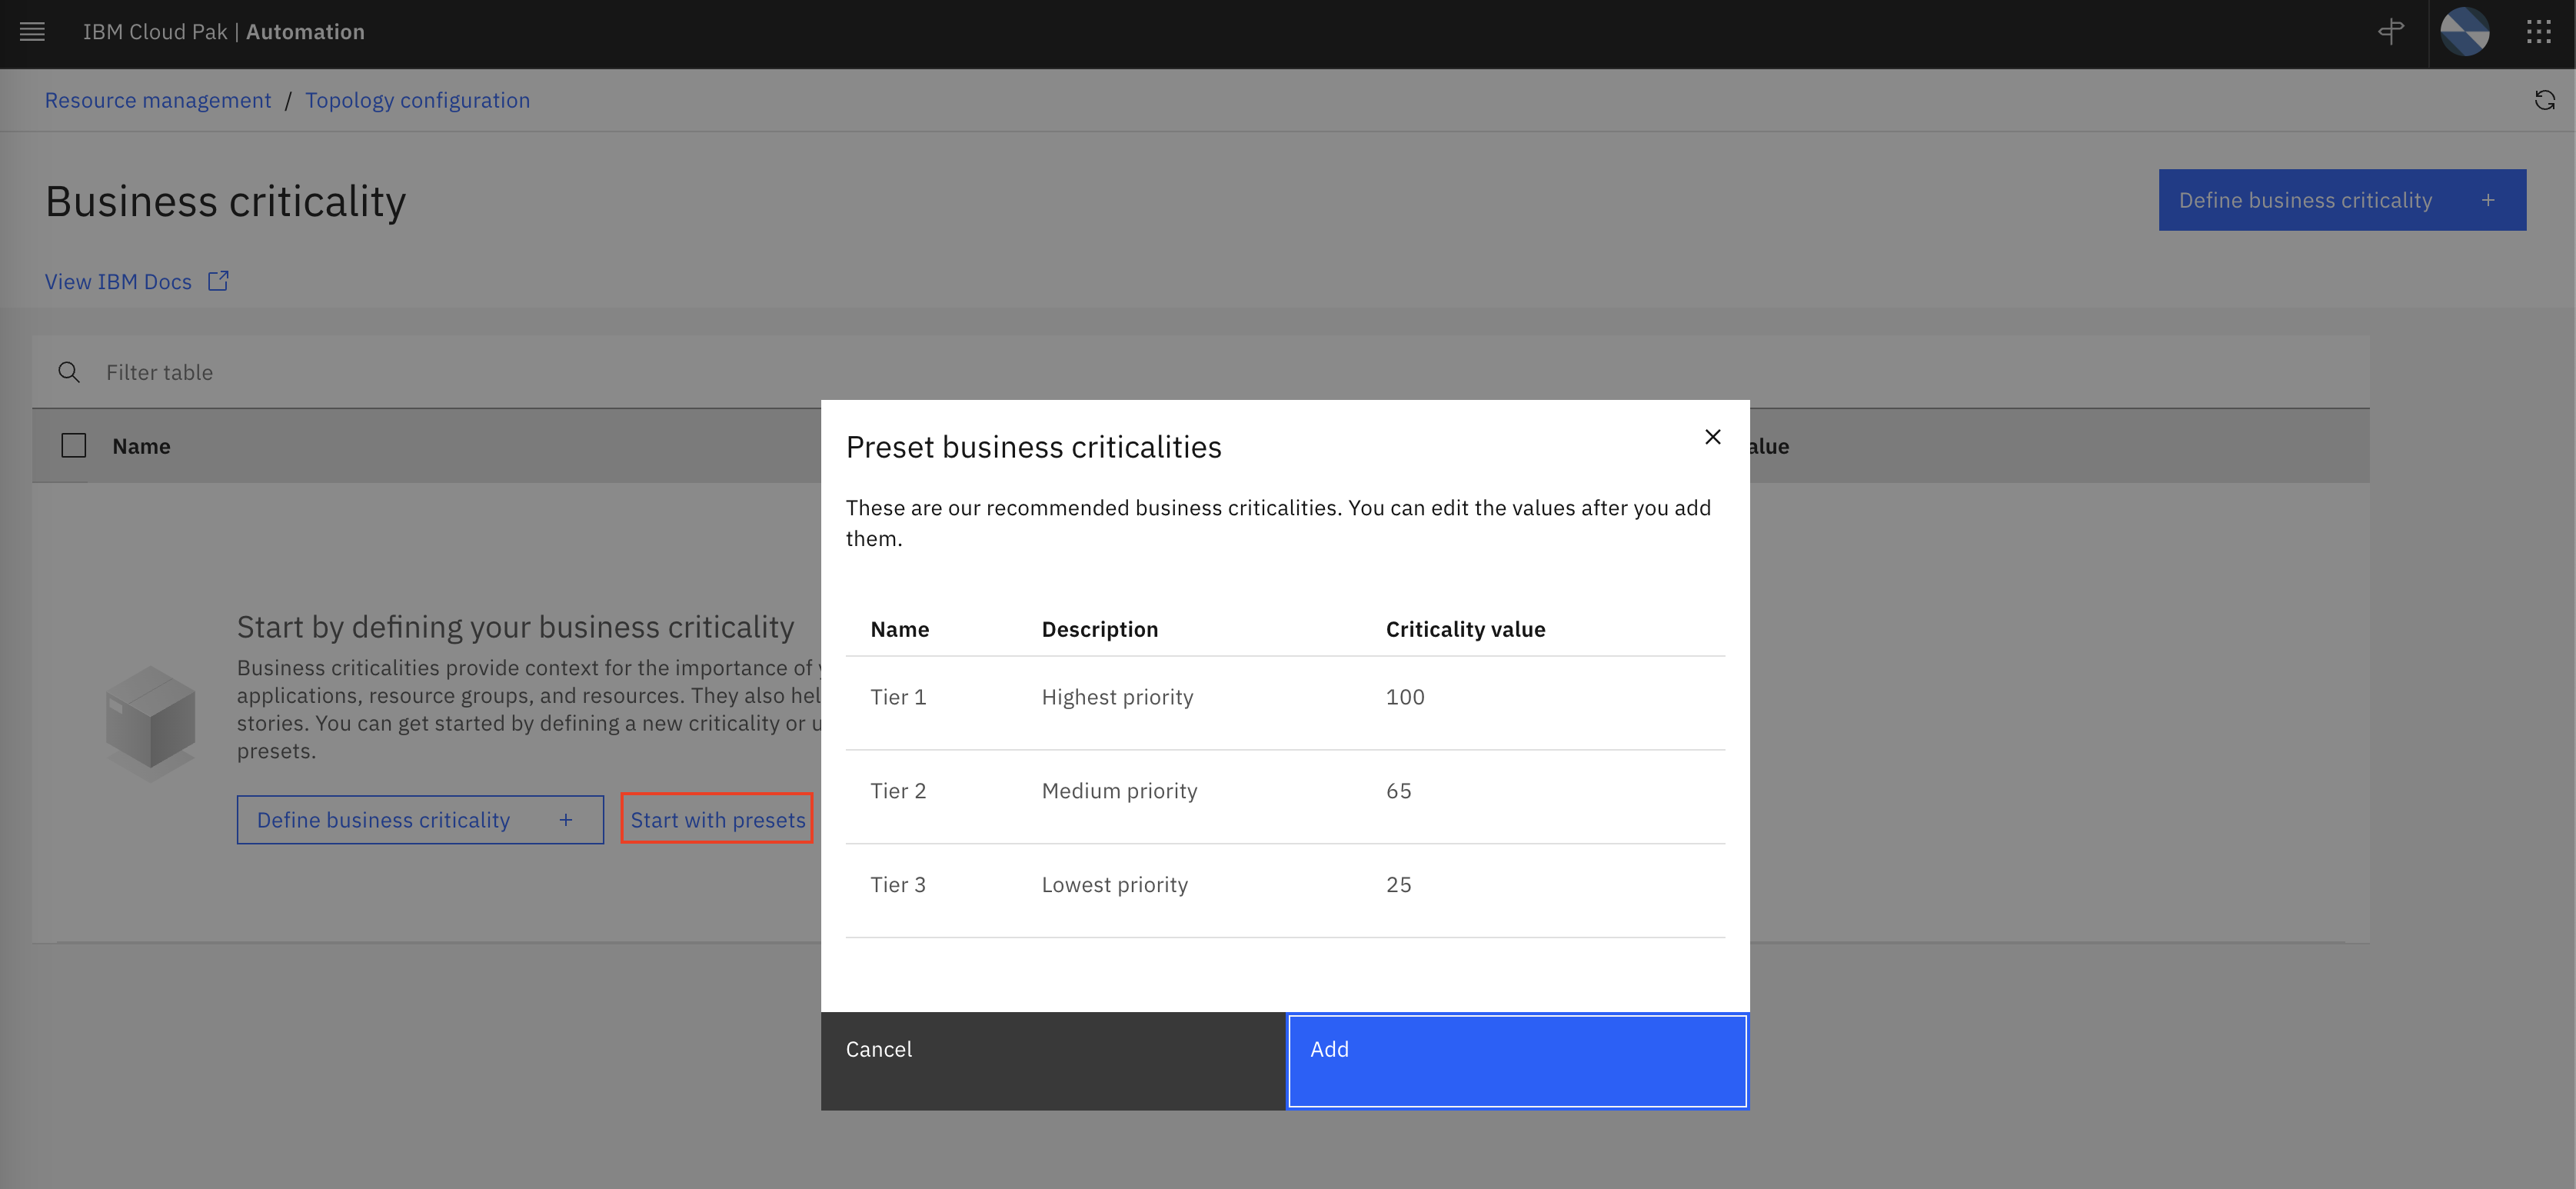 IBM Cloud Pak | Automation
Resource management / Topology configuration
Business criticality
Define business criticality +
View IBM Docs
Filter table
Name
Start by defining your business criticality
Business criticalities provide context for the importance of
applications, resource groups, and resources. They also
stories. You can get started by defining a new criticality or
presets.
Define business criticality +
Start with presets
Preset business criticalities
These are our recommended business criticalities. You can edit the values after you add
them.
Name Description Criticality value
Tier 1 Highest priority 100
Tier 2 Medium priority 65
Tier 3 Lowest priority 25
Cancel
Add